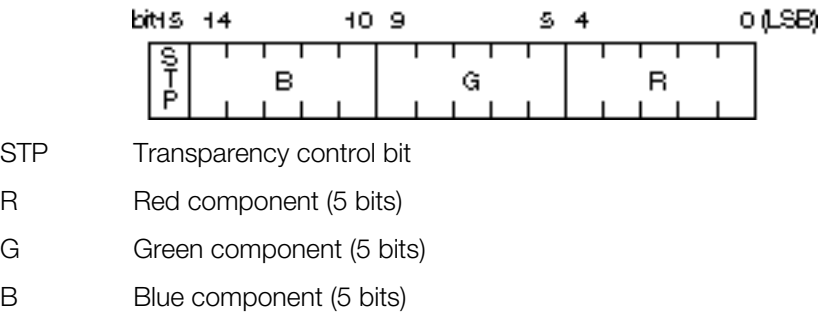 bit15 14 10 9 5 4 0 (LSB)
STP B G R
STP Transparency control bit
R Red component (5 bits)
G Green component (5 bits)
B Blue component (5 bits)